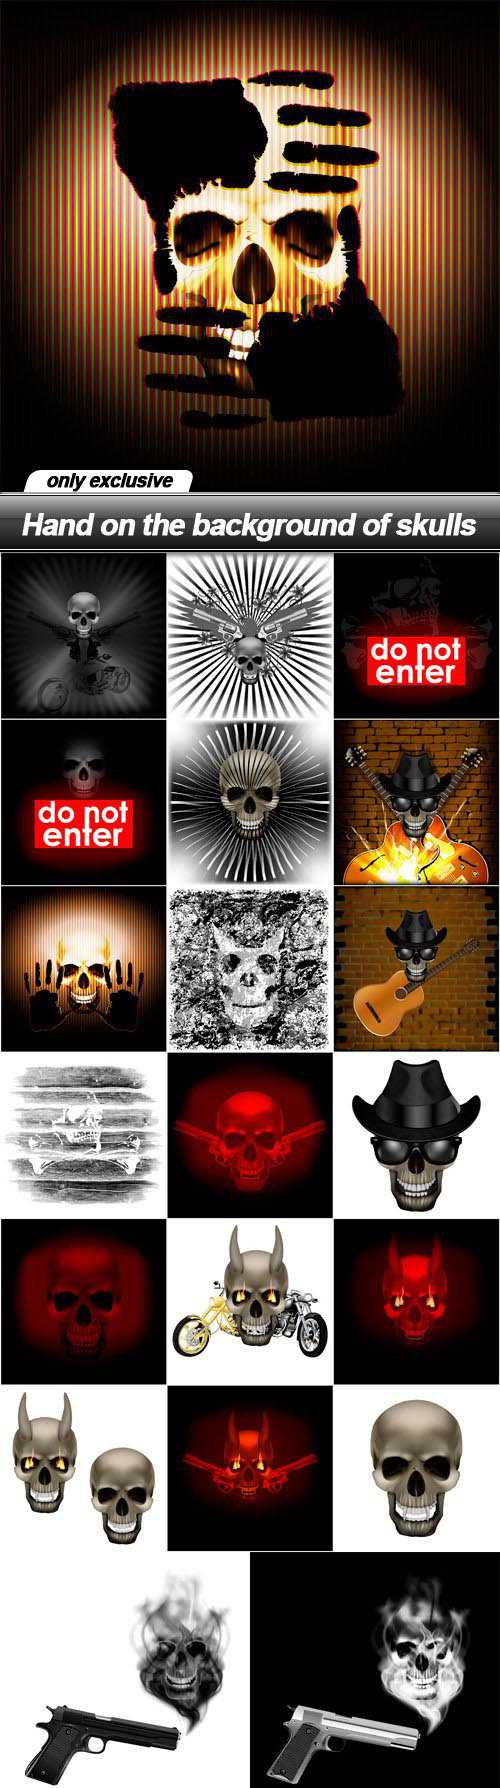 only exclusive
Hand on the background of skulls
do not
enter
do not
enter